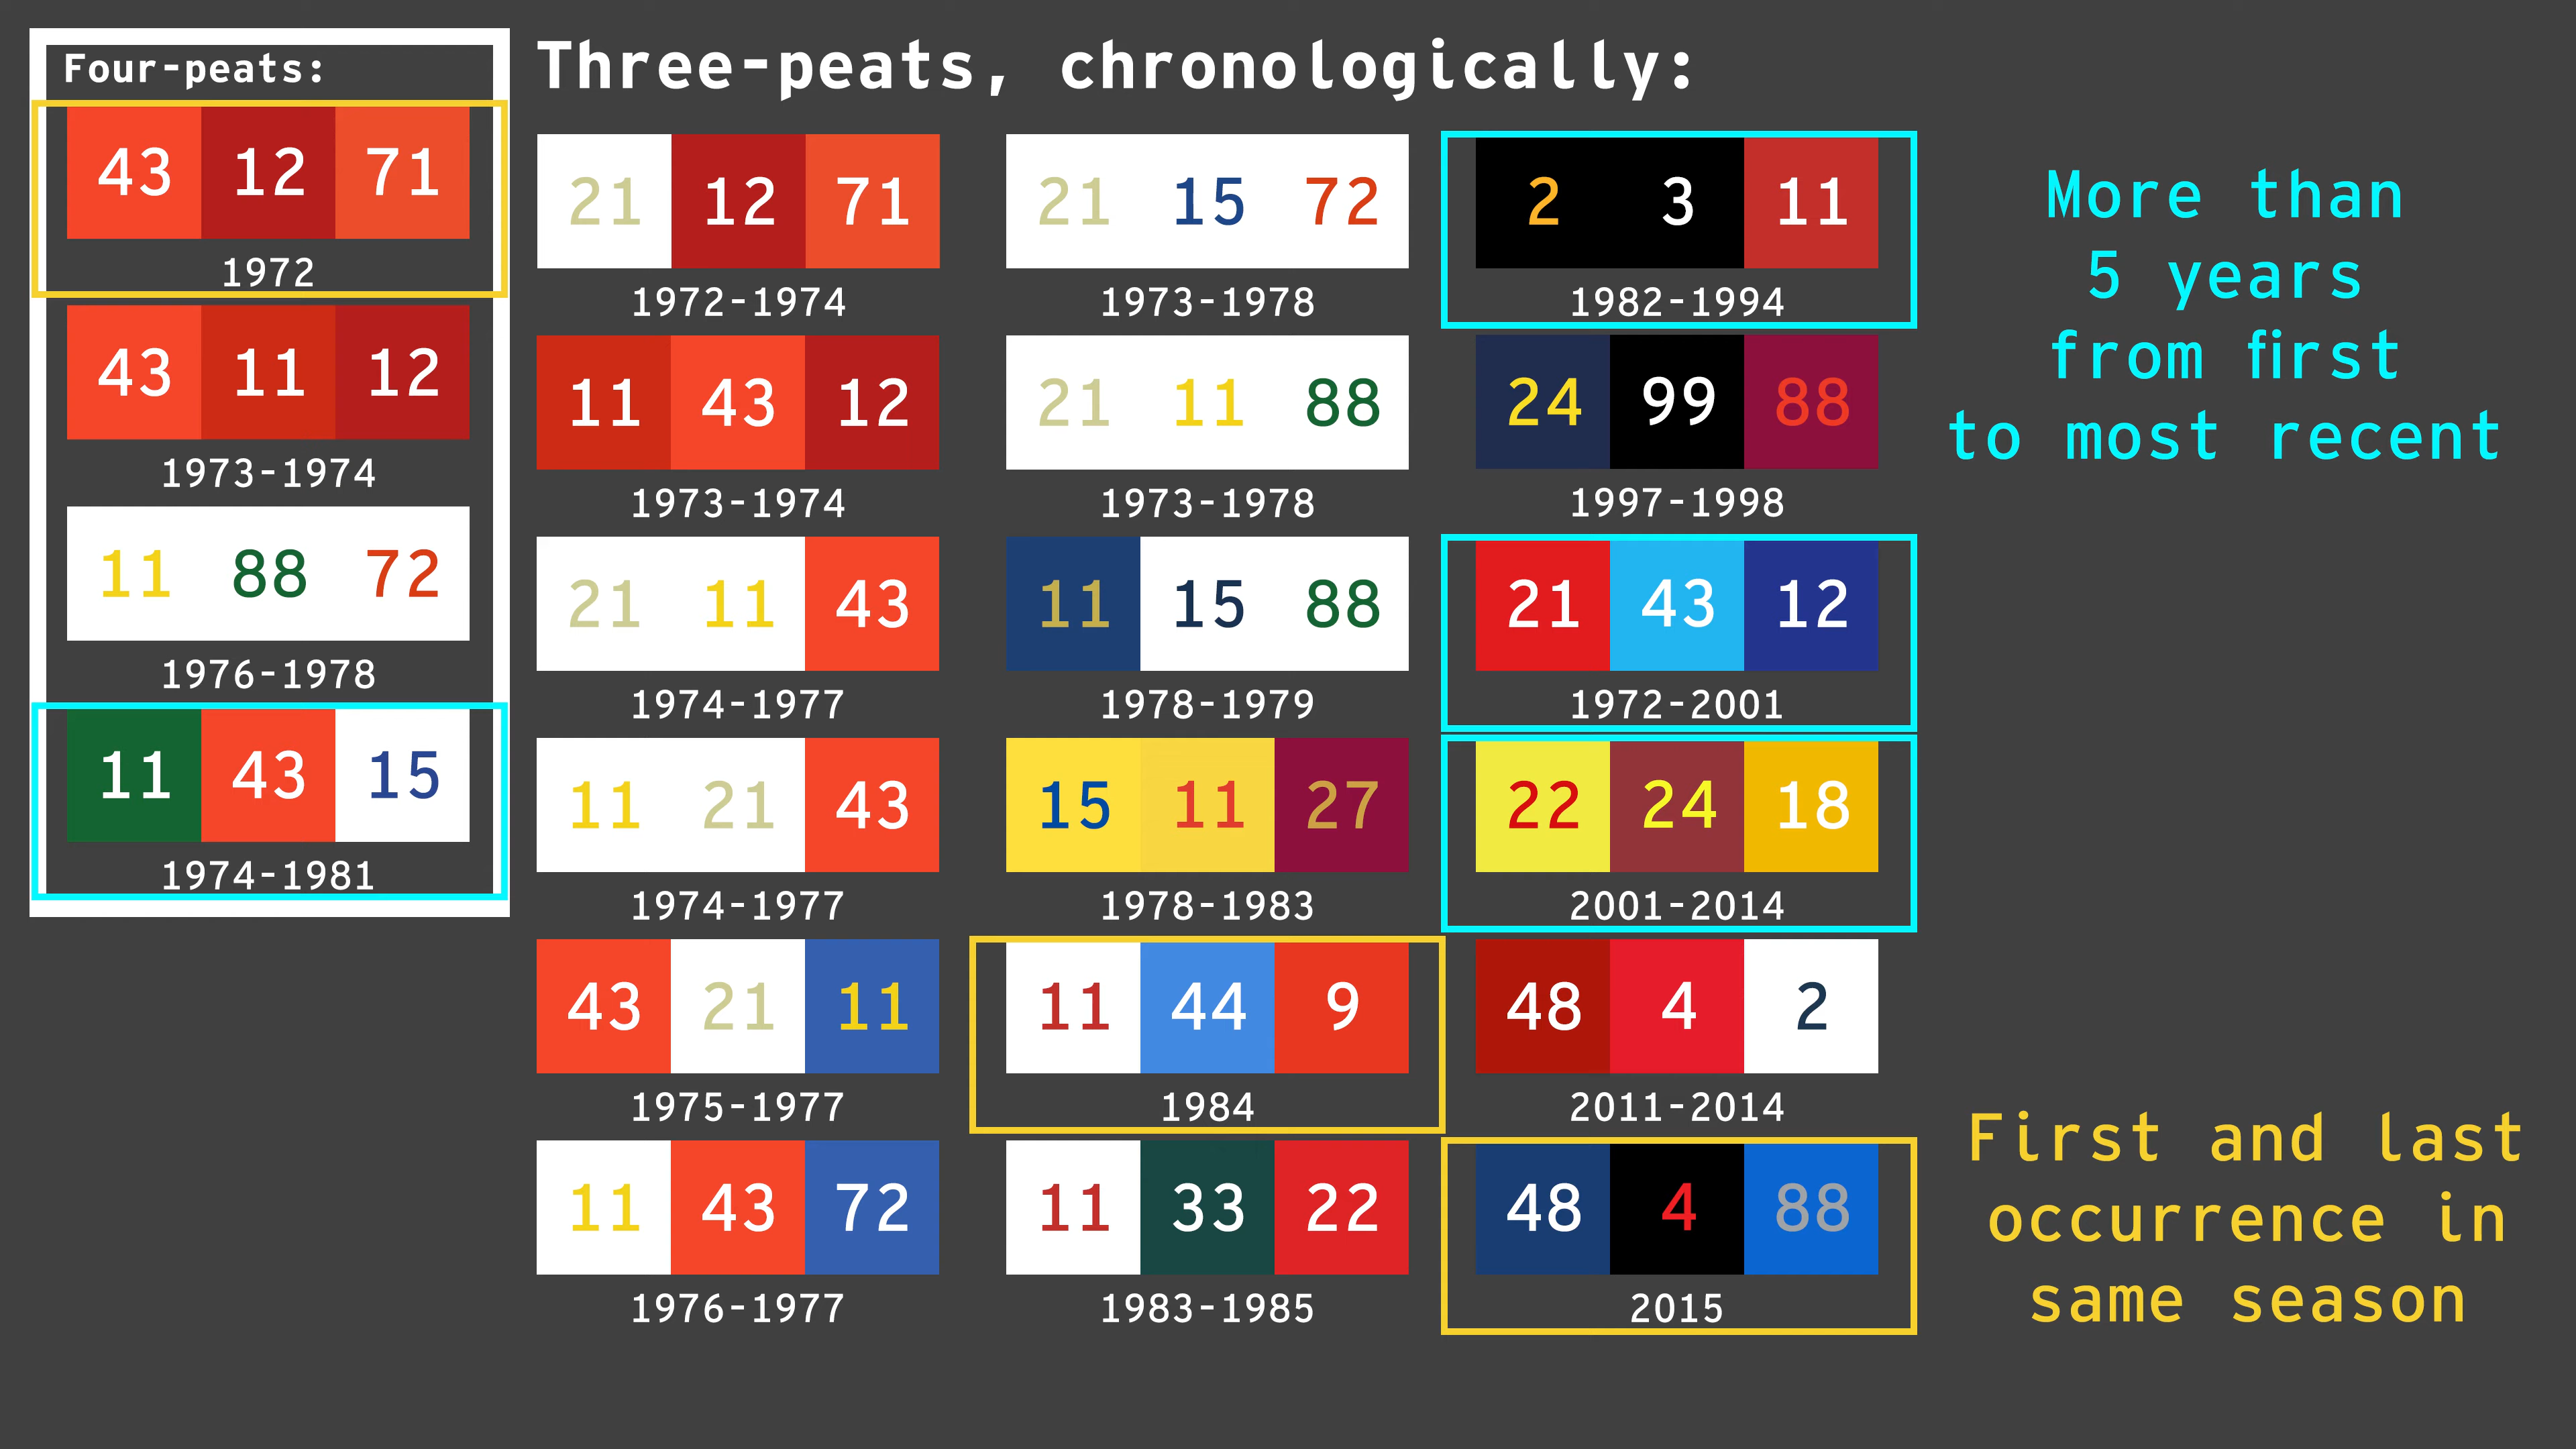 Four-peats:
43 12 71
1972
43 11 12
1973-1974
11 88 72
1976-1978
11 43 15
1974-1981
Three-peats, chronologically:
21 12 71
1972-1974
11 43 12
1973-1974
21 11 43
1974-1977
11 21 43
1974-1977
43 21 11
1975-1977
11 43 72
1976-1977
21 15 72
1973-1978
21 11 88
1973-1978
11 15 88
1978-1979
15 11 27
1978-1983
11 44 9
1984
11 33 22
1983-1985
2 3 11
1982-1994
24 99 88
1997-1998
21 43 12
1972-2001
22 24 18
2001-2014
48 4 2
2011-2014
48 4 88
2015
More than
5 years
from first
to most recent
First and last
occurrence in
same season